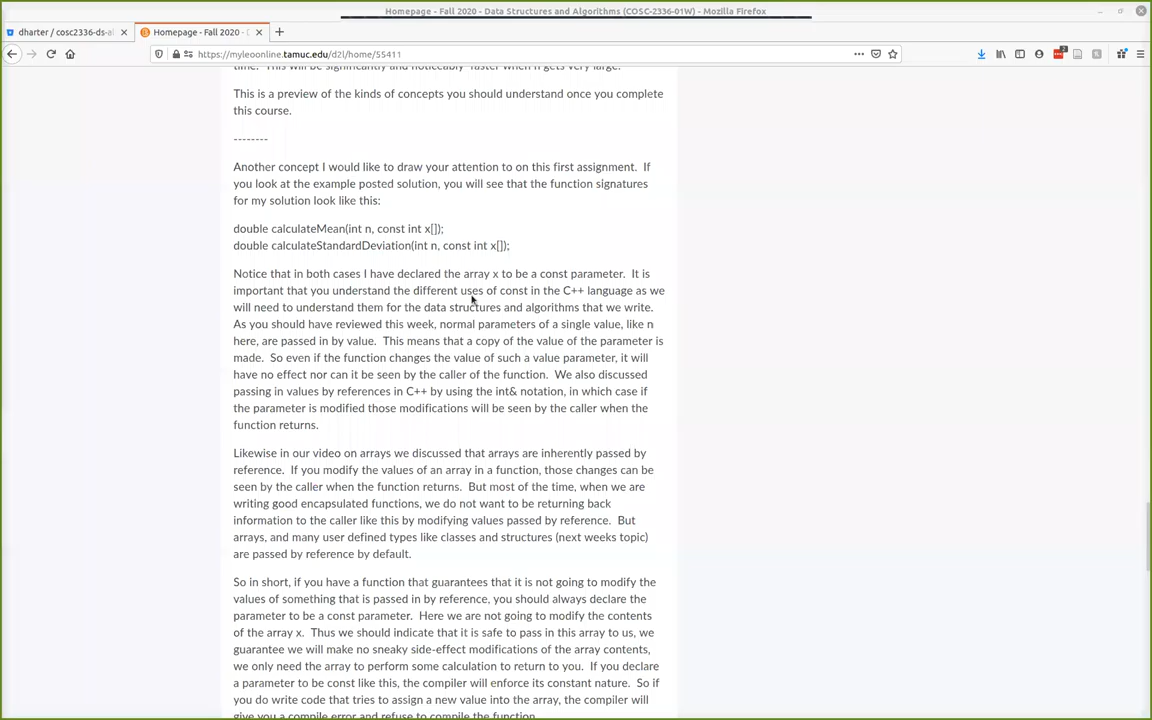 Homepage - Fall 2020 - Data Structures and Algorithms (COSC-2336-01W) - Mozilla Firefox
dharter / cosc2336-ds-al
Homepage - Fall 2020 - D
https://myleoonline.tamuc.edu/d2l/home/55411
time. This will be significantly and noticeably faster when n gets very large.
This is a preview of the kinds of concepts you should understand once you complete
this course.
--------
Another concept I would like to draw your attention to on this first assignment. If
you look at the example posted solution, you will see that the function signatures
for my solution look like this:
double calculateMean(int n, const int x[]);
double calculateStandardDeviation(int n, const int x[]);
Notice that in both cases I have declared the array x to be a const parameter. It is
important that you understand the different uses of const in the C++ language as we
will need to understand them for the data structures and algorithms that we write.
As you should have reviewed this week, normal parameters of a single value, like n
here, are passed in by value. This means that a copy of the value of the parameter is
made. So even if the function changes the value of such a value parameter, it will
have no effect nor can it be seen by the caller of the function. We also discussed
passing in values by references in C++ by using the int& notation, in which case if
the parameter is modified those modifications will be seen by the caller when the
function returns.
Likewise in our video on arrays we discussed that arrays are inherently passed by
reference. If you modify the values of an array in a function, those changes can be
seen by the caller when the function returns. But most of the time, when we are
writing good encapsulated functions, we do not want to be returning back
information to the caller like this by modifying values passed by reference. But
arrays, and many user defined types like classes and structures (next weeks topic)
are passed by reference by default.
So in short, if you have a function that guarantees that it is not going to modify the
values of something that is passed in by reference, you should always declare the
parameter to be a const parameter. Here we are not going to modify the contents
of the array x. Thus we should indicate that it is safe to pass in this array to us, we
guarantee we will make no sneaky side-effect modifications of the array contents,
we only need the array to perform some calculation to return to you. If you declare
a parameter to be const like this, the compiler will enforce its constant nature. So if
you do write code that tries to assign a new value into the array, the compiler will
give you a compile error and refuse to compile the function.